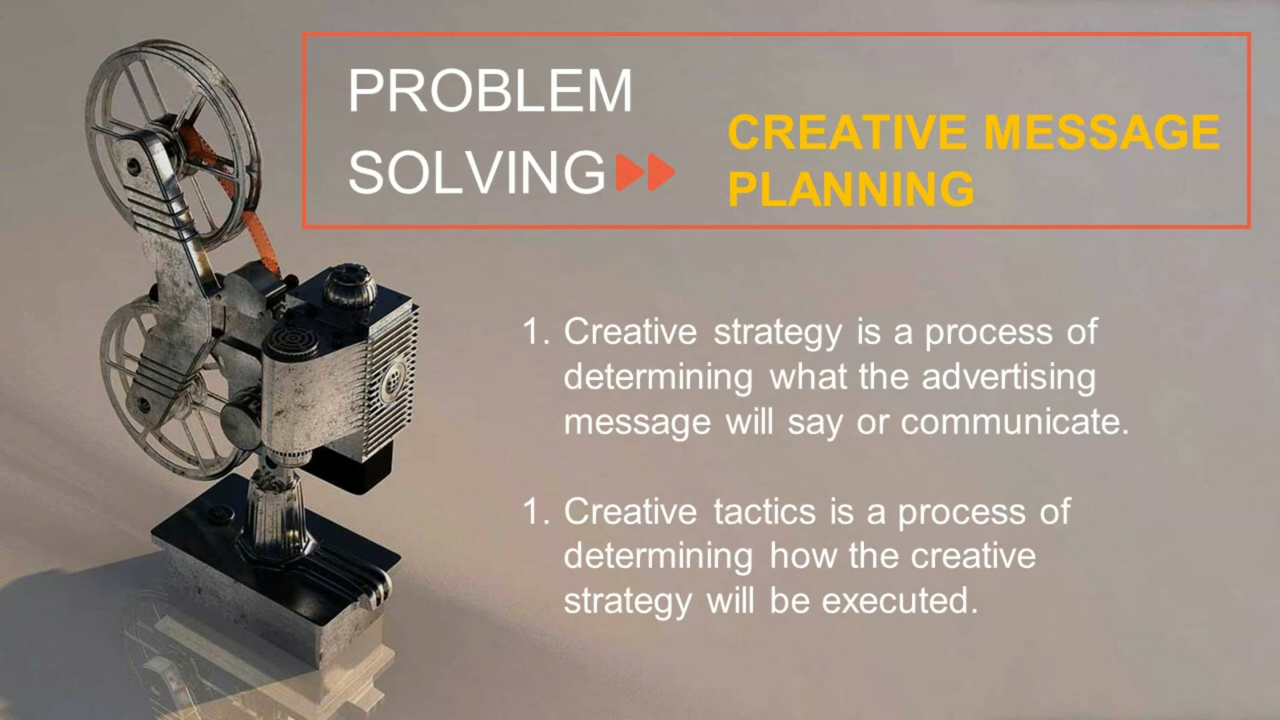 PROBLEM
SOLVING
CREATIVE MESSAGE
PLANNING
1. Creative strategy is a process of
determining what the advertising
message will say or communicate.
1. Creative tactics is a process of
determining how the creative
strategy will be executed.